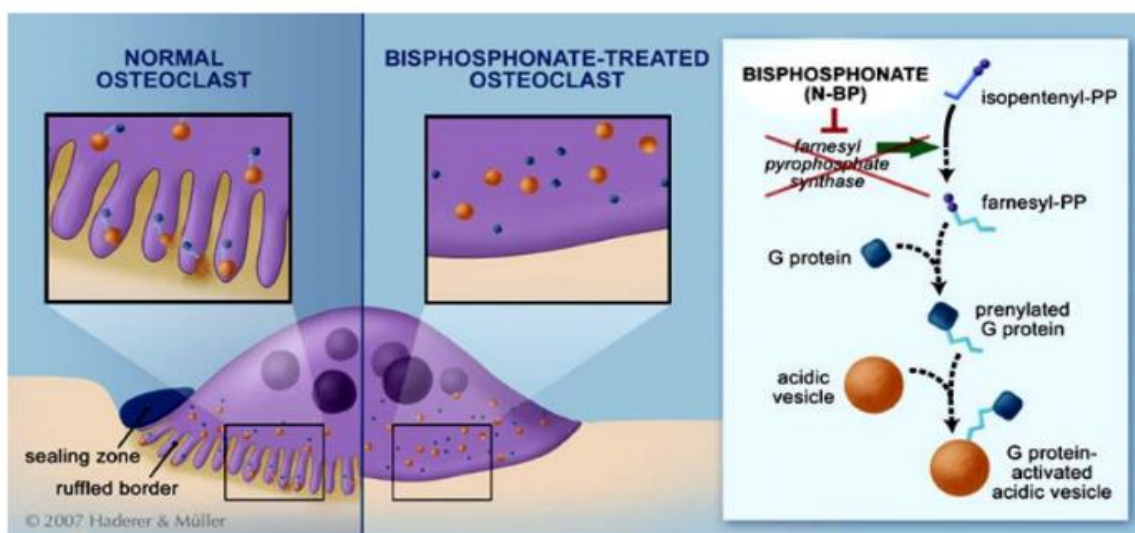 NORMAL
OSTEOCLAST
BISPHOSPHONATE-TREATED
OSTEOCLAST
sealing zone
ruffled border
© 2007 Haderer & Müller
BISPHOSPHONATE
(N-BP)
isopentenyl-PP
farnesyl
pyrophosphate
synthase
farnesyl-PP
G protein
prenylated
G protein
acidic
vesicle
G protein-
activated
acidic vesicle